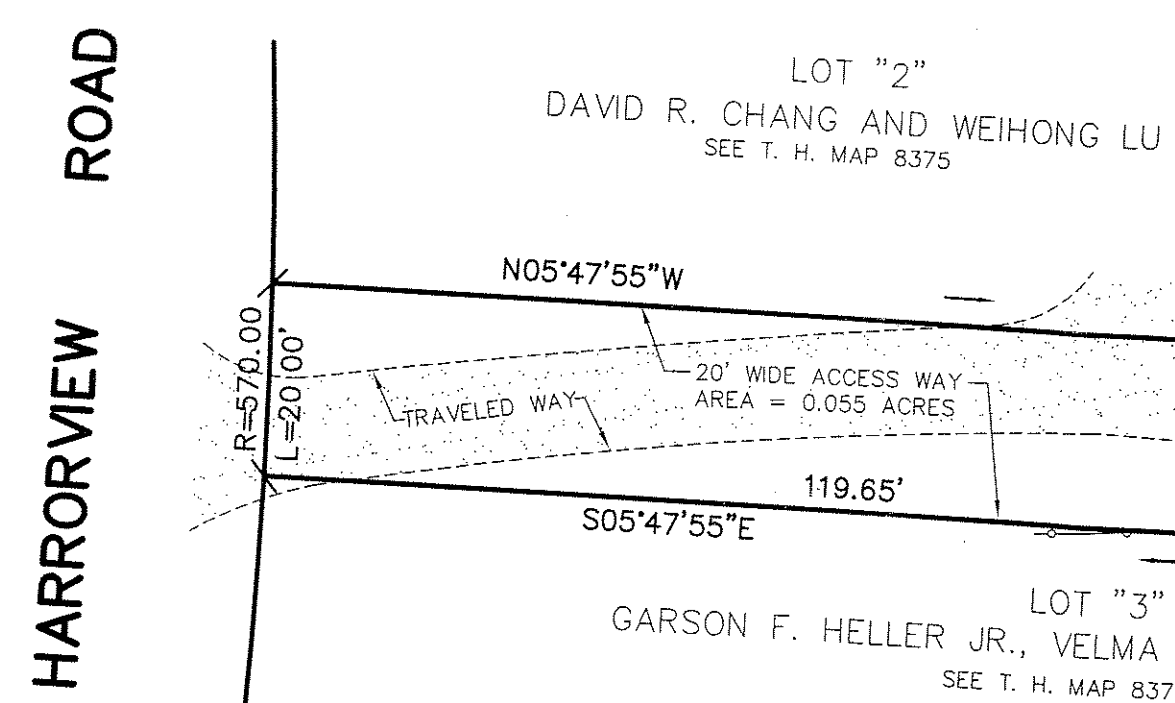 HARRORVIEW ROAD
LOT "2"
DAVID R. CHANG AND WEIHONG LU
SEE T. H. MAP 8375
N05°47'55"W
R=570.00
L=20.00'
20' WIDE ACCESS WAY
AREA = 0.055 ACRES
TRAVELED WAY
119.65'
S05°47'55"E
LOT "3"
GARSON F. HELLER JR., VELMA
SEE T. H. MAP 837